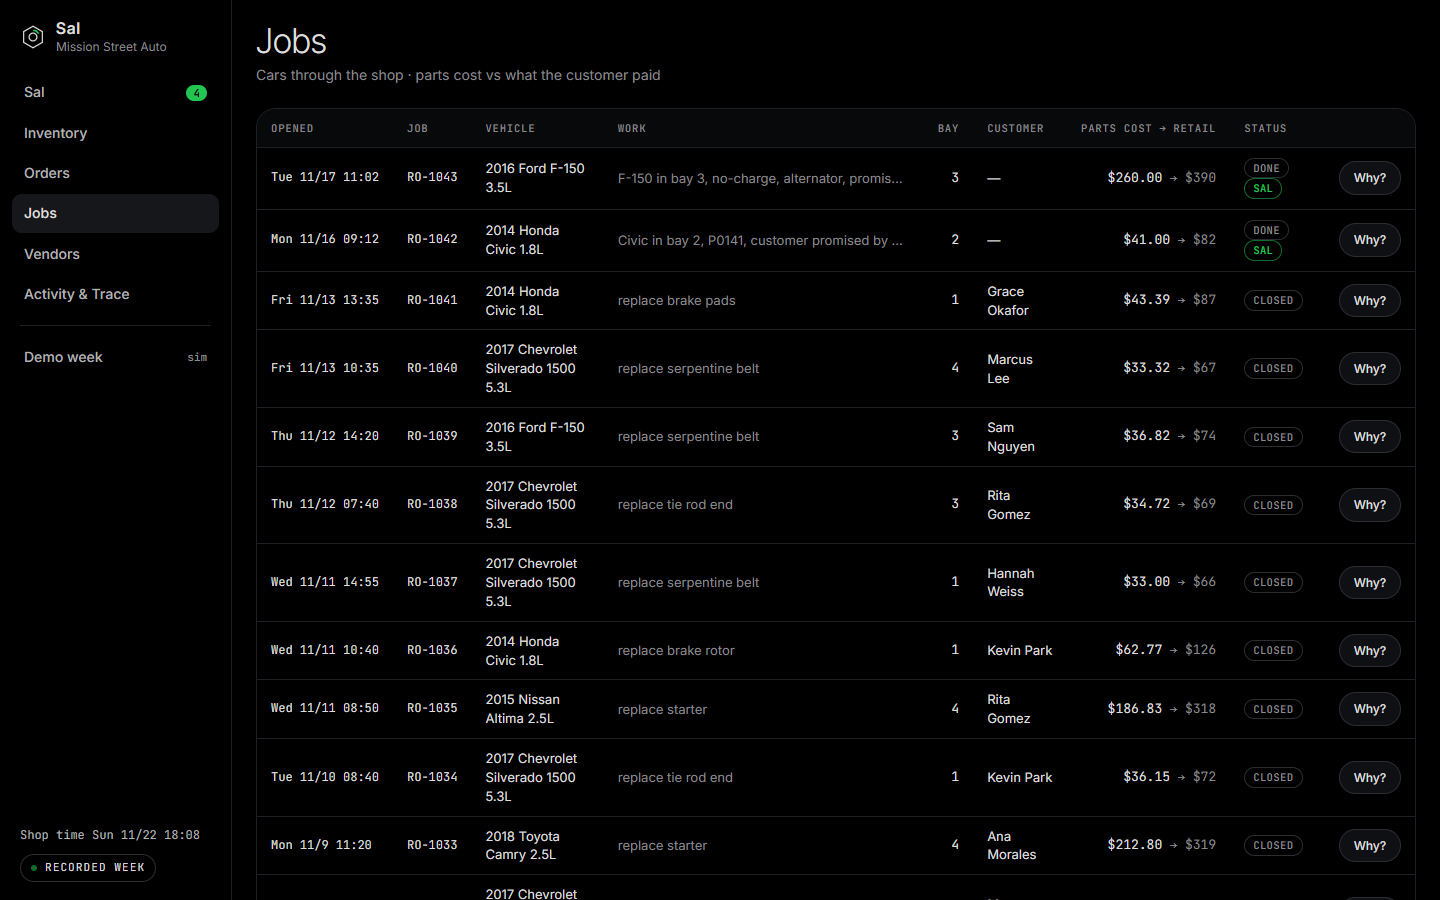 Sal
Mission Street Auto
Sal 4
Inventory
Orders
Jobs
Vendors
Activity & Trace
Demo week sim
Shop time Sun 11/22 18:08
RECORDED WEEK
Jobs
Cars through the shop · parts cost vs what the customer paid
OPENED JOB VEHICLE WORK BAY CUSTOMER PARTS COST → RETAIL STATUS
Tue 11/17 11:02 RO-1043 2016 Ford F-150 F-150 in bay 3, no-charge, alternator, promis... 3 — $260.00 → $390 DONE Why?
3.5L SAL
Mon 11/16 09:12 RO-1042 2014 Honda Civic in bay 2, P0141, customer promised by ... 2 — $41.00 → $82 DONE Why?
Civic 1.8L SAL
Fri 11/13 13:35 RO-1041 2014 Honda replace brake pads 1 Grace $43.39 → $87 CLOSED Why?
Civic 1.8L Okafor
Fri 11/13 10:35 RO-1040 2017 Chevrolet replace serpentine belt 4 Marcus $33.32 → $67 CLOSED Why?
Silverado 1500 Lee
5.3L
Thu 11/12 14:20 RO-1039 2016 Ford F-150 replace serpentine belt 3 Sam $36.82 → $74 CLOSED Why?
3.5L Nguyen
Thu 11/12 07:40 RO-1038 2017 Chevrolet replace tie rod end 3 Rita $34.72 → $69 CLOSED Why?
Silverado 1500 Gomez
5.3L
Wed 11/11 14:55 RO-1037 2017 Chevrolet replace serpentine belt 1 Hannah $33.00 → $66 CLOSED Why?
Silverado 1500 Weiss
5.3L
Wed 11/11 10:40 RO-1036 2014 Honda replace brake rotor 1 Kevin Park $62.77 → $126 CLOSED Why?
Civic 1.8L
Wed 11/11 08:50 RO-1035 2015 Nissan replace starter 4 Rita $186.83 → $318 CLOSED Why?
Altima 2.5L Gomez
Tue 11/10 08:40 RO-1034 2017 Chevrolet replace tie rod end 1 Kevin Park $36.15 → $72 CLOSED Why?
Silverado 1500
5.3L
Mon 11/9 11:20 RO-1033 2018 Toyota replace starter 4 Ana $212.80 → $319 CLOSED Why?
Camry 2.5L Morales
2017 Chevrolet